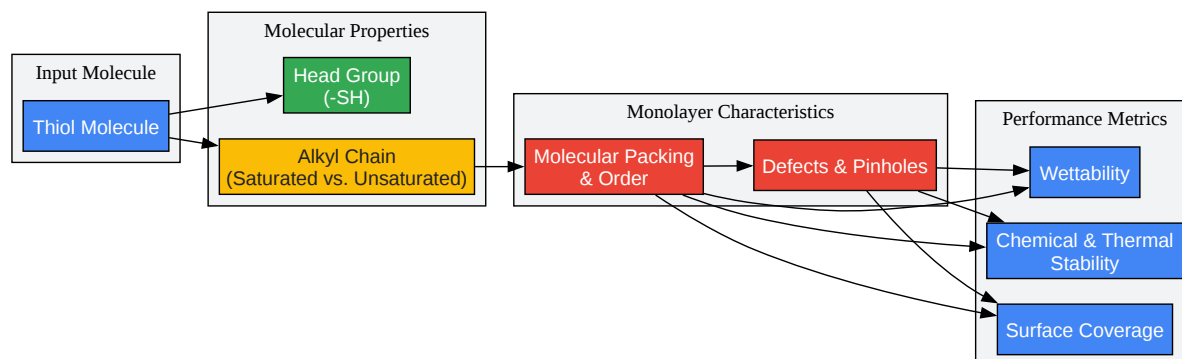 Input Molecule
Thiol Molecule
Molecular Properties
Head Group
(-SH)
Alkyl Chain
(Saturated vs. Unsaturated)
Monolayer Characteristics
Molecular Packing
& Order
Defects & Pinholes
Performance Metrics
Wettability
Chemical & Thermal
Stability
Surface Coverage